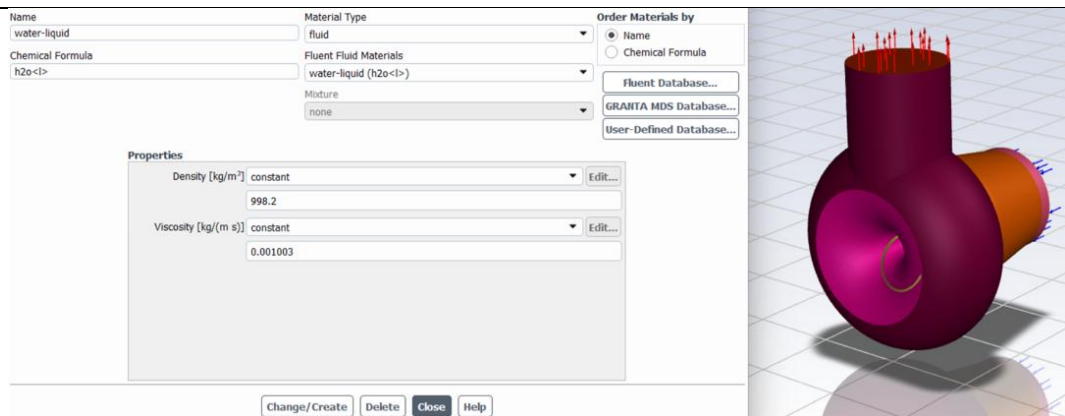 Name
water-liquid
Chemical Formula
h2o<l>
Material Type
fluid
Fluent Fluid Materials
water-liquid (h2o<l>)
Mixture
none
Order Materials by
Name
Chemical Formula
Fluent Database...
GRANTA MDS Database...
User-Defined Database...
Properties
Density [kg/m³] constant Edit...
998.2
Viscosity [kg/(m s)] constant Edit...
0.001003
Change/Create Delete Close Help